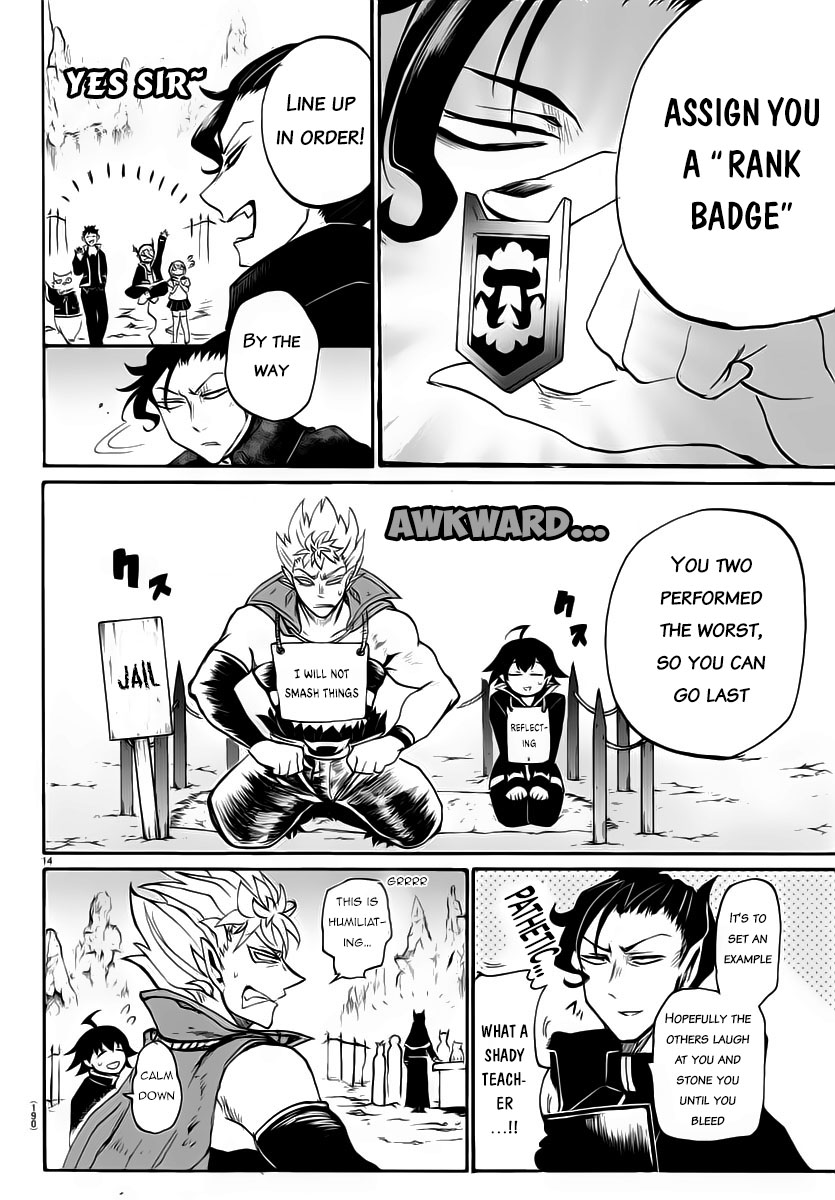 ASSIGN YOU
A "RANK
BADGE"
LINE UP
IN ORDER!
YES SIR~
BY THE
WAY
AWKWARD...
YOU TWO
PERFORMED
THE WORST,
SO YOU CAN
GO LAST
クス
クス
REFLECT-
ING
I WILL NOT
SMASH THINGS
JAIL
14
IT'S TO
SET AN
EXAMPLE
HOPEFULLY THE
OTHERS LAUGH
AT YOU AND
STONE YOU
UNTIL YOU
BLEED
PATHETIC...
WHAT A
SHADY
TEACH-
ER
...!!
GRRRR
THIS IS
HUMILIAT-
ING...
CALM
DOWN
(190)